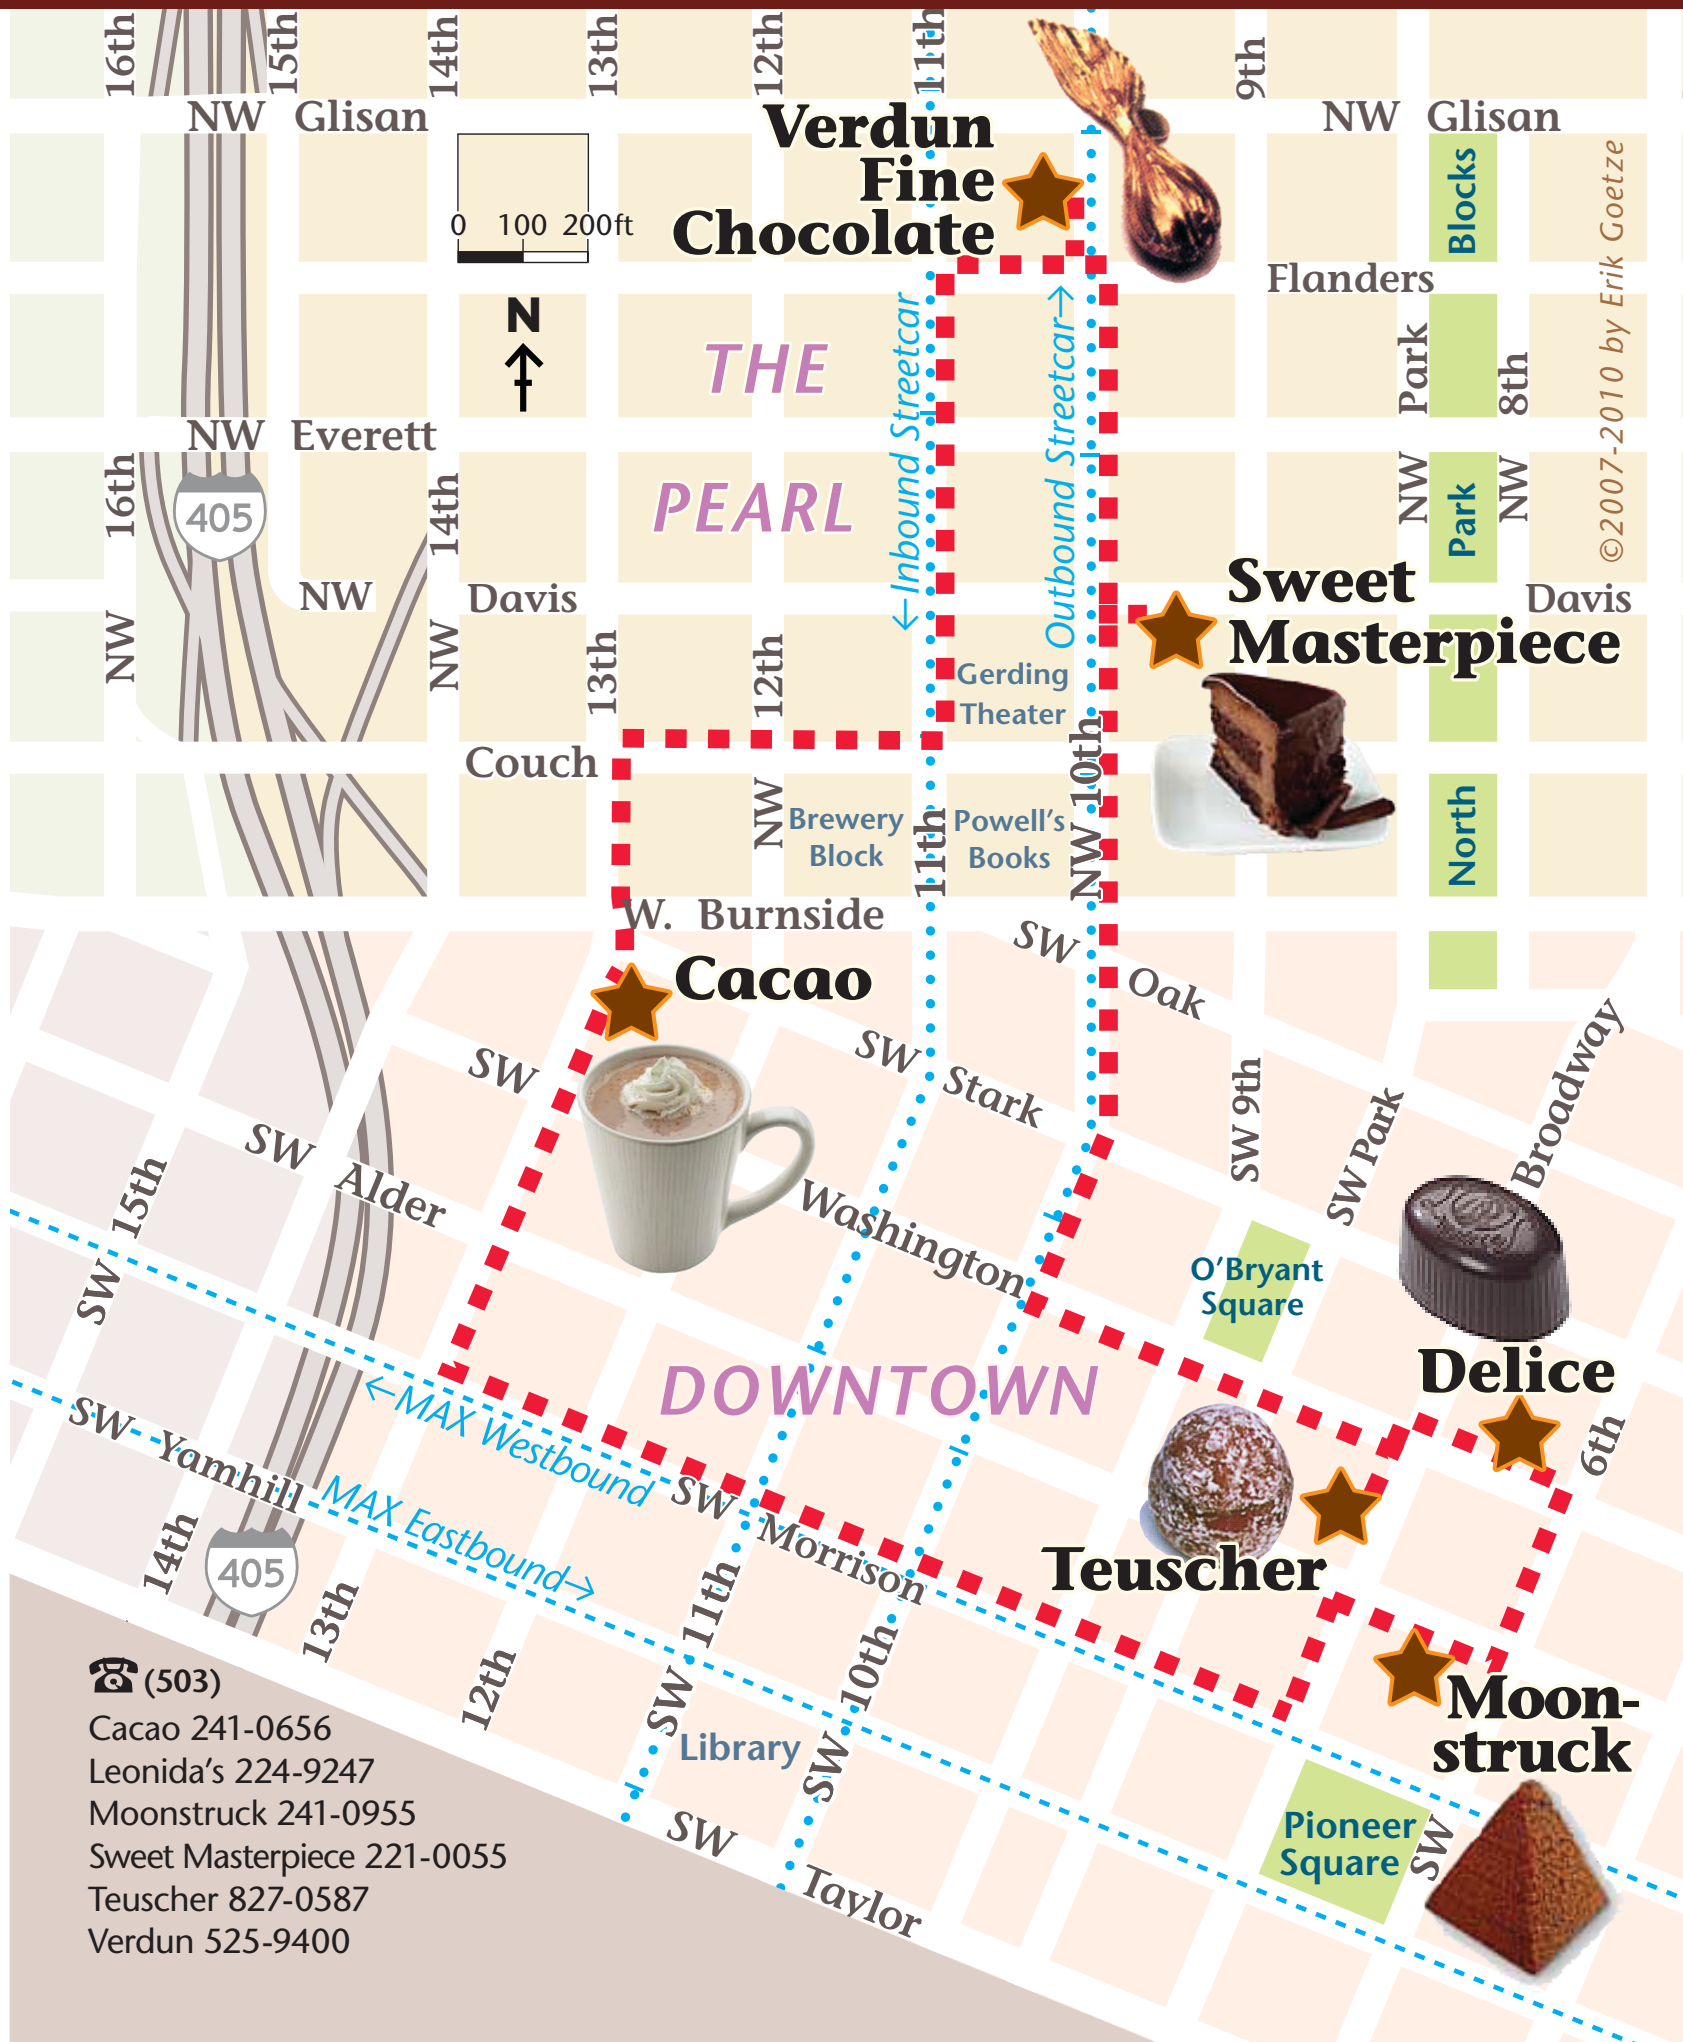 16th
15th
14th
13th
12th
11th
9th
NW Glisan
NW Glisan
Verdun
Fine
Chocolate
0 100 200ft
Blocks
©2007-2010 by Erik Goetze
Flanders
N
THE
PEARL
←Inbound Streetcar
Outbound Streetcar→
Park
NW
8th
NW
Park
NW Everett
16th
NW
405
14th
NW
NW Davis
Davis
Sweet
Masterpiece
13th
12th
NW
Gerding
Theater
NW 10th
Couch
Brewery
Block
11th
Powell's
Books
North
W. Burnside
SW Oak
Cacao
SW Stark
SW Washington
SW 9th
SW Park
Broadway
SW Alder
SW 15th
O'Bryant
Square
DOWNTOWN
Delice
6th
←MAX Westbound
MAX Eastbound→
SW Yamhill
SW Morrison
Teuscher
14th
405
13th
12th
SW 11th
SW 10th
Moon-
struck
Library
Pioneer
Square
SW
SW Taylor
☎ (503)
Cacao 241-0656
Leonida's 224-9247
Moonstruck 241-0955
Sweet Masterpiece 221-0055
Teuscher 827-0587
Verdun 525-9400